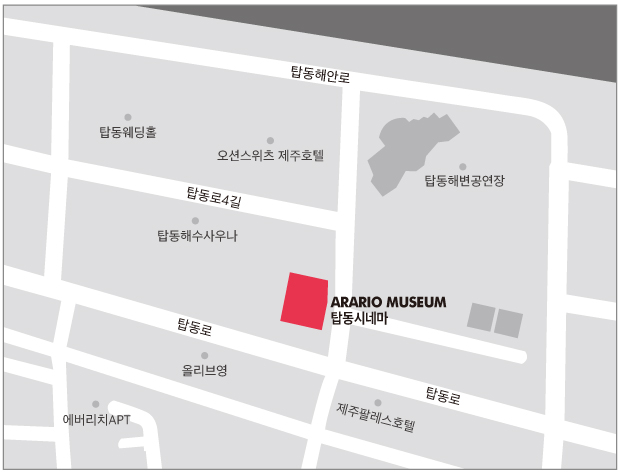 탑동해안로
탑동웨딩홀
오션스위츠 제주호텔
탑동해변공연장
탑동로4길
탑동해수사우나
ARARIO MUSEUM
탑동시네마
탑동로
올리브영
탑동로
제주팔레스호텔
에버리치APT